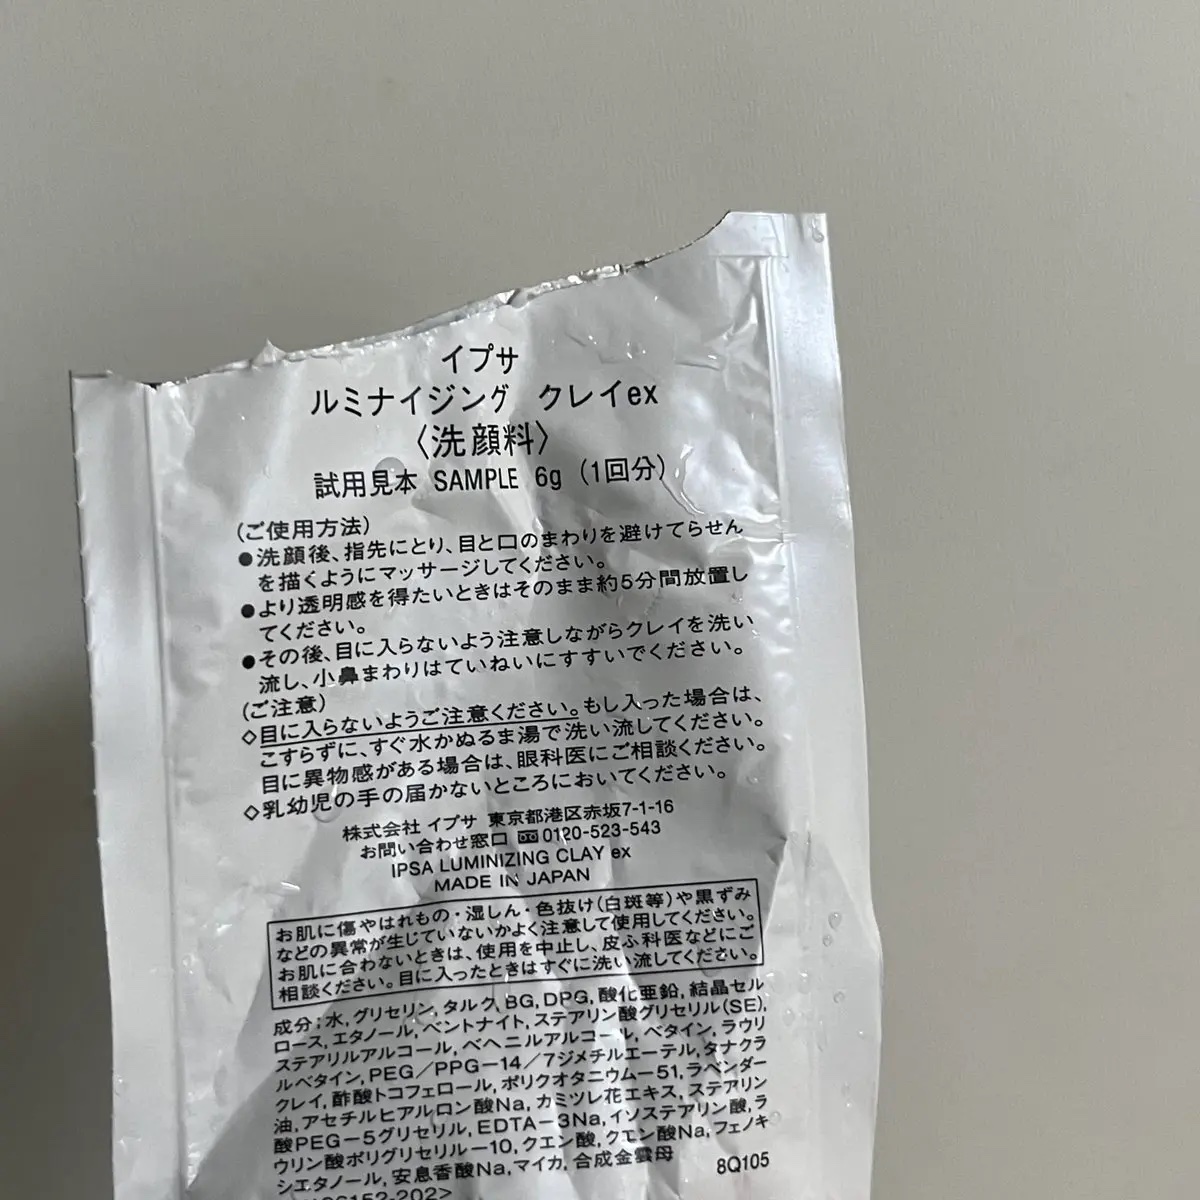 イプサ
ルミナイジング クレイex
〈洗顔料〉
試用見本 SAMPLE 6g (1回分)
(ご使用方法)
●洗顔後、指先にとり、目と口のまわりを避けてらせん
を描くようにマッサージしてください。
●より透明感を得たいときはそのまま約5分間放置し
てください。
●その後、目に入らないよう注意しながらクレイを洗い
流し、小鼻まわりはていねいにすすいでください。
(ご注意)
◇目に入らないようご注意ください。もし入った場合は、
こすらずに、すぐ水かぬるま湯で洗い流してください。
目に異物感がある場合は、眼科医にご相談ください。
◇乳幼児の手の届かないところにおいてください。
株式会社 イプサ 東京都港区赤坂7-1-16
お問い合わせ窓口 0120-523-543
IPSA LUMINIZING CLAY ex
MADE IN JAPAN
お肌に傷やはれもの・湿しん・色抜け(白斑等)や黒ずみ
などの異常が生じていないかよく注意して使用してください。
お肌に合わないときは、使用を中止し、皮ふ科医などにご
相談ください。目に入ったときはすぐに洗い流してください。
成分:水,グリセリン,タルク,BG,DPG,酸化亜鉛,結晶セル
ロース,エタノール,ベントナイト,ステアリン酸グリセリル(SE),
ステアリルアルコール,ベヘニルアルコール,ベタイン,ラウリ
ルベタイン,PEG/PPG-14/7ジメチルエーテル,タナクラ
クレイ,酢酸トコフェロール,ポリクオタニウム-51,ラベンダー
油,アセチルヒアルロン酸Na,カミツレ花エキス,ステアリン
酸PEG-5グリセリル,EDTA-3Na,イソステアリン酸,ラ
ウリン酸ポリグリセリル-10,クエン酸,クエン酸Na,フェノキ
シエタノール,安息香酸Na,マイカ,合成金雲母
6152-202>
8Q105